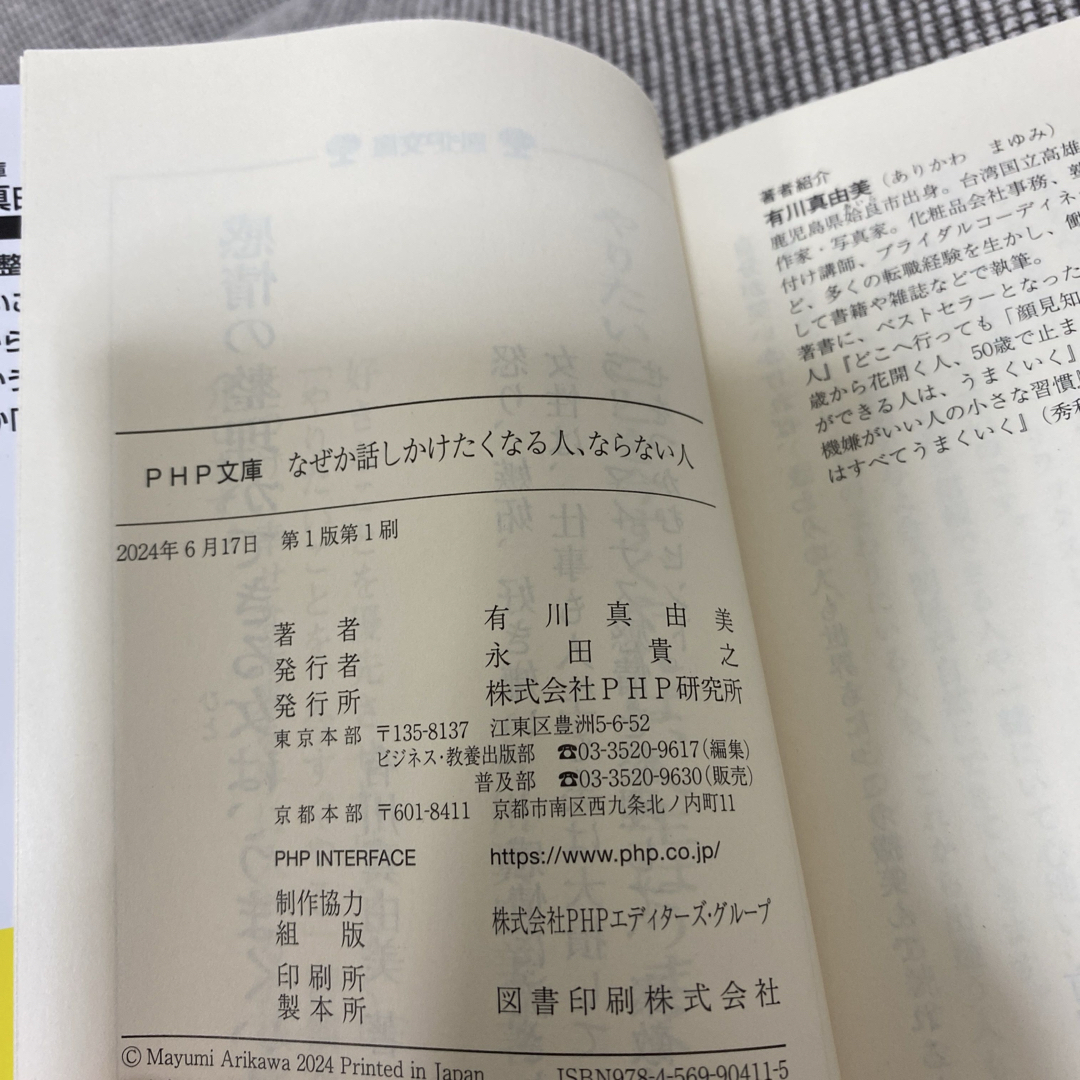 PHP文庫 なぜか話しかけたくなる人、ならない人
2024年6月17日 第1版第1刷
著者 有川真由美
発行者 永田貴之
発行所 株式会社PHP研究所
東京本部 〒135-8137 江東区豊洲5-6-52
ビジネス・教養出版部 ☎03-3520-9617(編集)
普及部 ☎03-3520-9630(販売)
京都本部 〒601-8411 京都市南区西九条北ノ内町11
PHP INTERFACE https://www.php.co.jp/
制作協力
組版 株式会社PHPエディターズ・グループ
印刷所
製本所 図書印刷株式会社
© Mayumi Arikawa 2024 Printed in Japan
ISBN978-4-569-90411-5
著者紹介
有川真由美(ありかわ まゆみ)
鹿児島県姶良市出身。台湾国立高雄
作家・写真家。化粧品会社事務、
付け講師、ブライダルコーディネ
ど、多くの転職経験を生かし、働
して書籍や雑誌などで執筆。
著書に、ベストセラーとなった
人』『どこへ行っても「顔見知
歳から花開く人、50歳で止ま
ができる人は、うまくいく』
機嫌がいい人の小さな習慣
はすべてうまくいく』(秀和